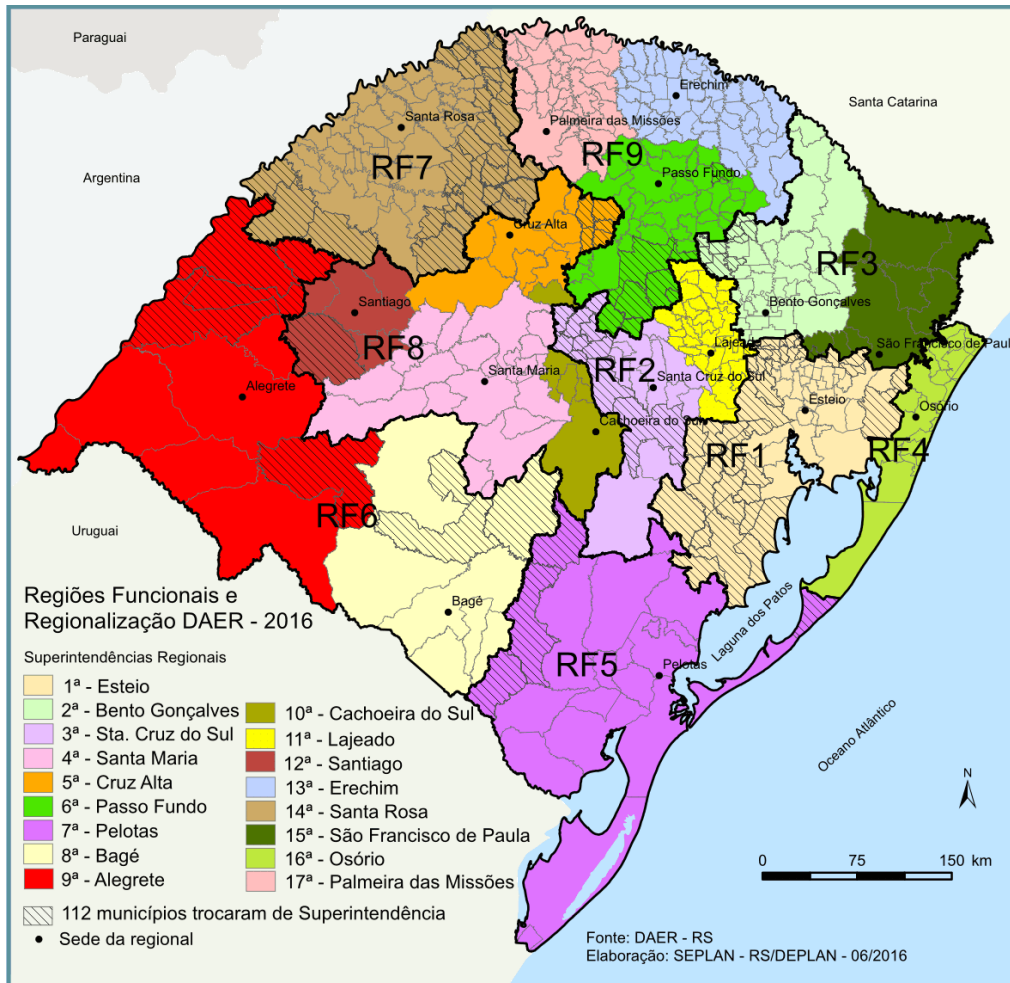 Paraguai
Santa Catarina
Argentina
Uruguai
Erechim
Santa Rosa
Palmeira das Missões
RF9
RF7
Passo Fundo
Cruz Alta
RF3
Santiago
Bento Gonçalves
RF8
Lajeado
São Francisco de Paul
RF2
Santa Maria
Santa Cruz do Sul
Alegrete
Esteio
Osório
Cachoeira do Sul
RF1
RF4
RF6
Bagé
Laguna dos Patos
RF5
Pelotas
Oceano Atlântico
Regiões Funcionais e
Regionalização DAER - 2016
Superintendências Regionais
1ª - Esteio
2ª - Bento Gonçalves
3ª - Sta. Cruz do Sul
4ª - Santa Maria
5ª - Cruz Alta
6ª - Passo Fundo
7ª - Pelotas
8ª - Bagé
9ª - Alegrete
10ª - Cachoeira do Sul
11ª - Lajeado
12ª - Santiago
13ª - Erechim
14ª - Santa Rosa
15ª - São Francisco de Paula
16ª - Osório
17ª - Palmeira das Missões
112 municípios trocaram de Superintendência
Sede da regional
N
0 75 150 km
Fonte: DAER - RS
Elaboração: SEPLAN - RS/DEPLAN - 06/2016